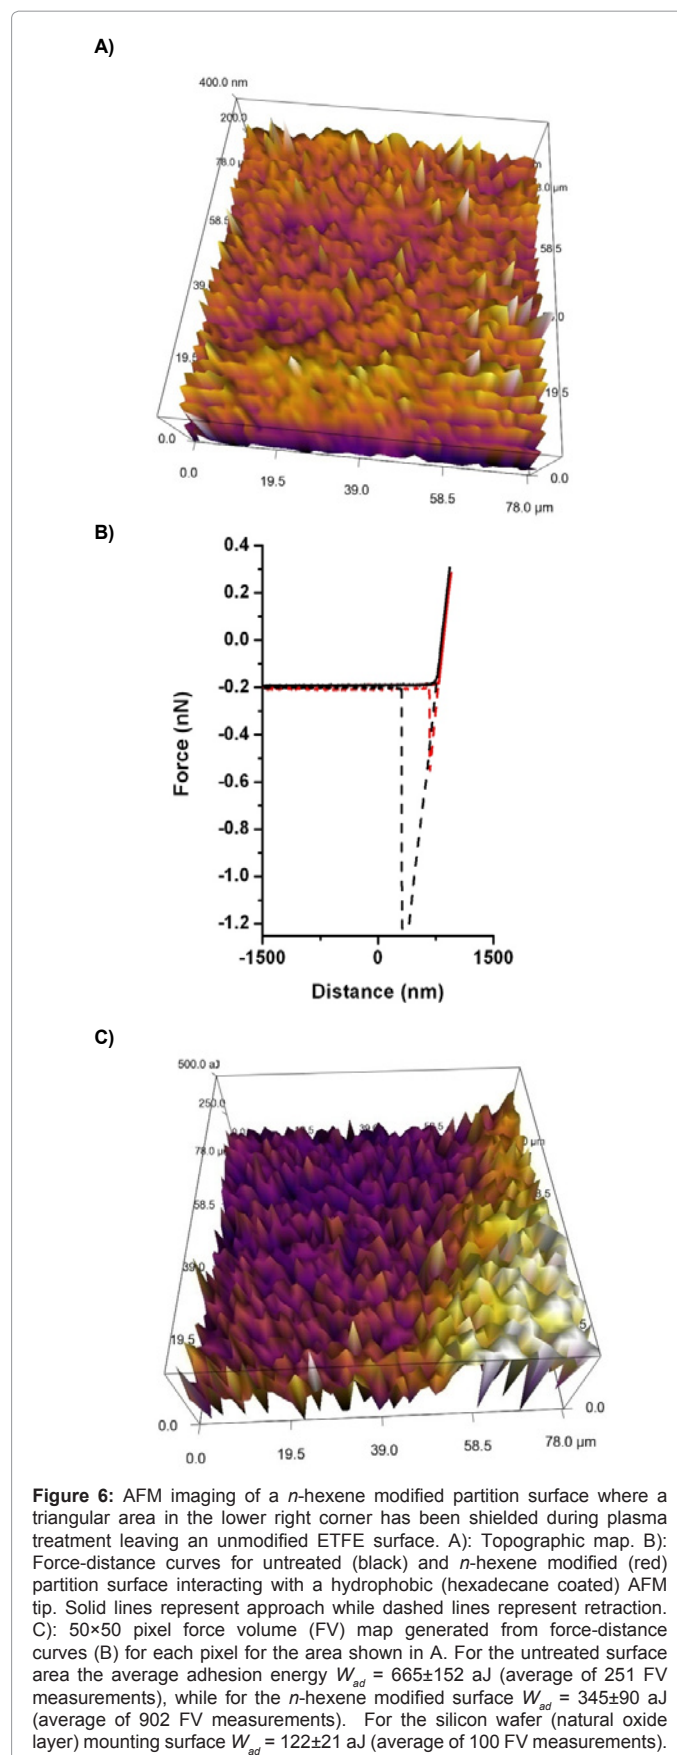 A)
400.0 nm
200.0
78.0 µ
58.5
39.
19.5
0.0
0.0
19.5
39.0
58.5
78.0 µm
0.0
19.5
58.5
B)
0.4
0.2
0.0
-0.2
-0.4
-0.6
-0.8
-1.0
-1.2
Force (nN)
-1500
0
1500
Distance (nm)
C)
500.0 aJ
250.0
78.0 µ
58.5
39.0
19.5
0.0
0.0
19.5
39.0
58.5
78.0 µm
0.0
Figure 6: AFM imaging of a n-hexene modified partition surface where a
triangular area in the lower right corner has been shielded during plasma
treatment leaving an unmodified ETFE surface. A): Topographic map. B):
Force-distance curves for untreated (black) and n-hexene modified (red)
partition surface interacting with a hydrophobic (hexadecane coated) AFM
tip. Solid lines represent approach while dashed lines represent retraction.
C): 50×50 pixel force volume (FV) map generated from force-distance
curves (B) for each pixel for the area shown in A. For the untreated surface
area the average adhesion energy Wad = 665±152 aJ (average of 251 FV
measurements), while for the n-hexene modified surface Wad = 345±90 aJ
(average of 902 FV measurements). For the silicon wafer (natural oxide
layer) mounting surface Wad = 122±21 aJ (average of 100 FV measurements).